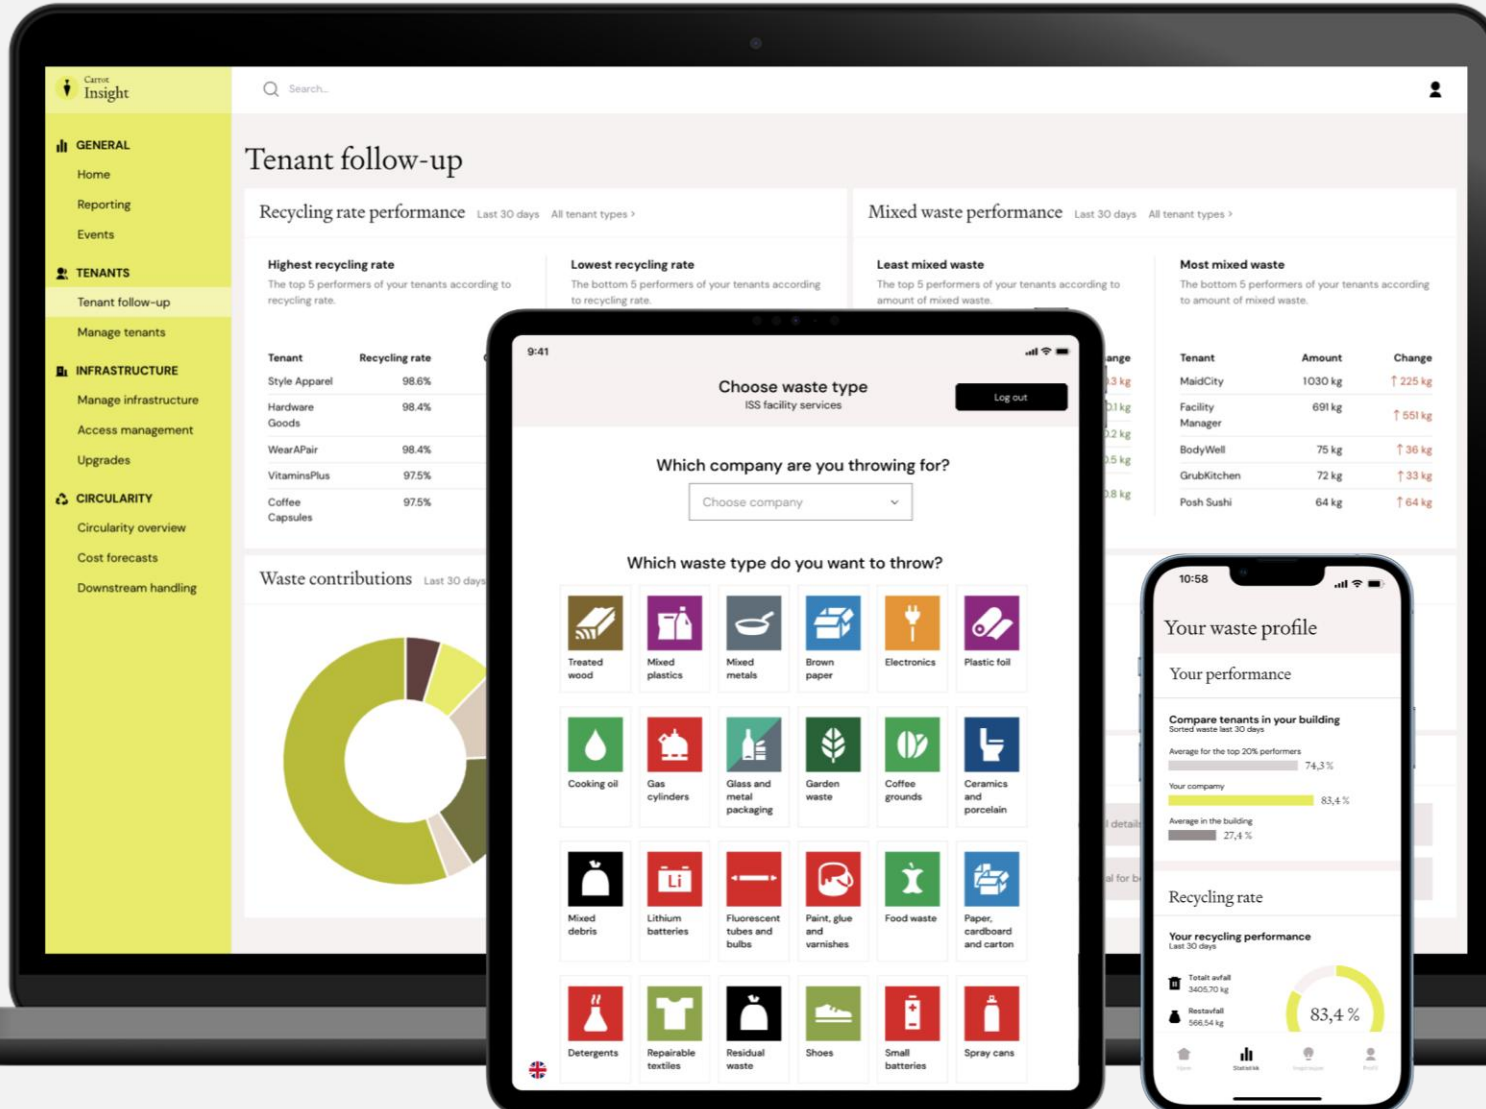 Carrot
Insight
Search...
GENERAL
Home
Reporting
Events
TENANTS
Tenant follow-up
Manage tenants
INFRASTRUCTURE
Manage infrastructure
Access management
Upgrades
CIRCULARITY
Circularity overview
Cost forecasts
Downstream handling
Tenant follow-up
Recycling rate performance Last 30 days All tenant types >
Highest recycling rate
The top 5 performers of your tenants according to
recycling rate.
Tenant Recycling rate
Style Apparel 98.6%
Hardware
Goods 98.4%
WearAPair 98.4%
VitaminsPlus 97.5%
Coffee
Capsules 97.5%
Lowest recycling rate
The bottom 5 performers of your tenants according
to recycling rate.
Mixed waste performance Last 30 days All tenant types >
Least mixed waste
The top 5 performers of your tenants according to
amount of mixed waste.
Most mixed waste
The bottom 5 performers of your tenants according
to amount of mixed waste.
Tenant Amount Change
MaidCity 1030 kg ↑ 225 kg
Facility
Manager 691 kg ↑ 551 kg
BodyWell 75 kg ↑ 36 kg
GrubKitchen 72 kg ↑ 33 kg
Posh Sushi 64 kg ↑ 64 kg
Waste contributions Last 30 days
9:41
Choose waste type
ISS facility services
Log out
Which company are you throwing for?
Choose company
Which waste type do you want to throw?
Treated
wood
Mixed
plastics
Mixed
metals
Brown
paper
Electronics
Plastic foil
Cooking oil
Gas
cylinders
Glass and
metal
packaging
Garden
waste
Coffee
grounds
Ceramics
and
porcelain
Mixed
debris
Li
Lithium
batteries
Fluorescent
tubes and
bulbs
Paint, glue
and
varnishes
Food waste
Paper,
cardboard
and carton
Detergents
Repairable
textiles
Residual
waste
Shoes
Small
batteries
Spray cans
10:58
Your waste profile
Your performance
Compare tenants in your building
Sorted waste last 30 days
Average for the top 20% performers
74,3 %
Your company
83,4 %
Average in the building
27,4 %
Recycling rate
Your recycling performance
Last 30 days
Totalt avfall
3405,70 kg
Restavfall
566,54 kg
83,4 %
Statistikk